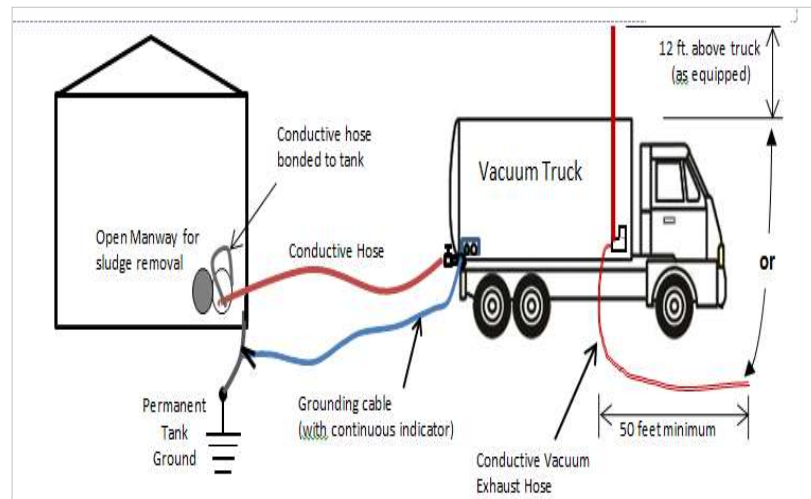 12 ft. above truck
(as equipped)
Conductive hose
bonded to tank
Vacuum Truck
Open Manway for
sludge removal
Conductive Hose
or
Permanent
Tank
Ground
Grounding cable
(with continuous indicator)
50 feet minimum
Conductive Vacuum
Exhaust Hose